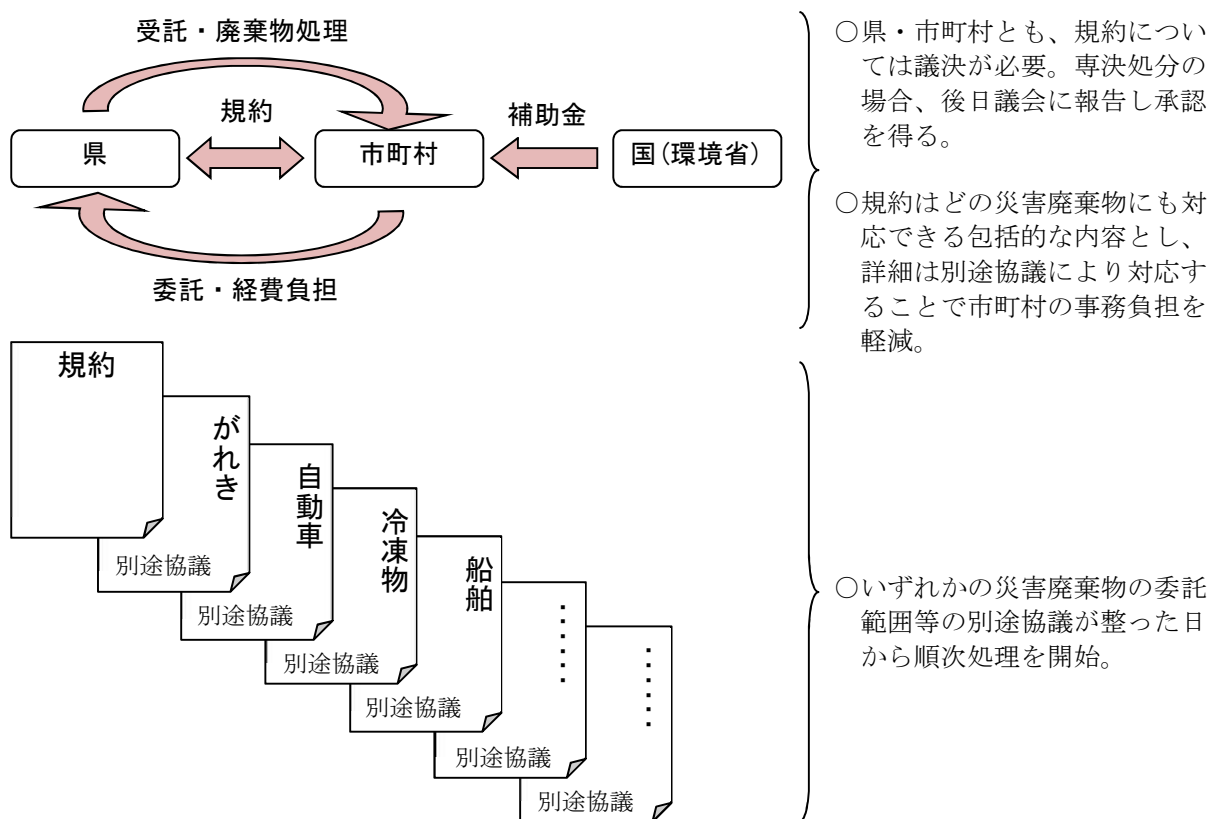 受託・廃棄物処理
規約
補助金
県
市町村
国(環境省)
委託・経費負担
○県・市町村とも、規約につい
ては議決が必要。専決処分の
場合、後日議会に報告し承認
を得る。
○規約はどの災害廃棄物にも対
応できる包括的な内容とし、
詳細は別途協議により対応す
ることで市町村の事務負担を
軽減。
規約
がれき
別途協議
自動車
別途協議
冷凍物
別途協議
船舶
別途協議
・・・・・・
別途協議
・・・・・・
別途協議
○いずれかの災害廃棄物の委託
範囲等の別途協議が整った日
から順次処理を開始。